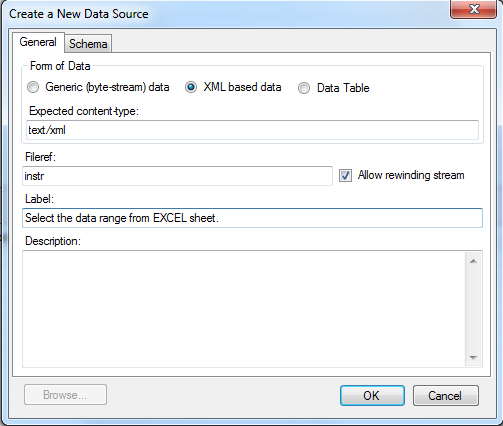 Create a New Data Source
General Schema
Form of Data
Generic (byte-stream) data XML based data Data Table
Expected content-type:
text/xml
Fileref:
instr Allow rewinding stream
Label:
Select the data range from EXCEL sheet.
Description:
Browse... OK Cancel